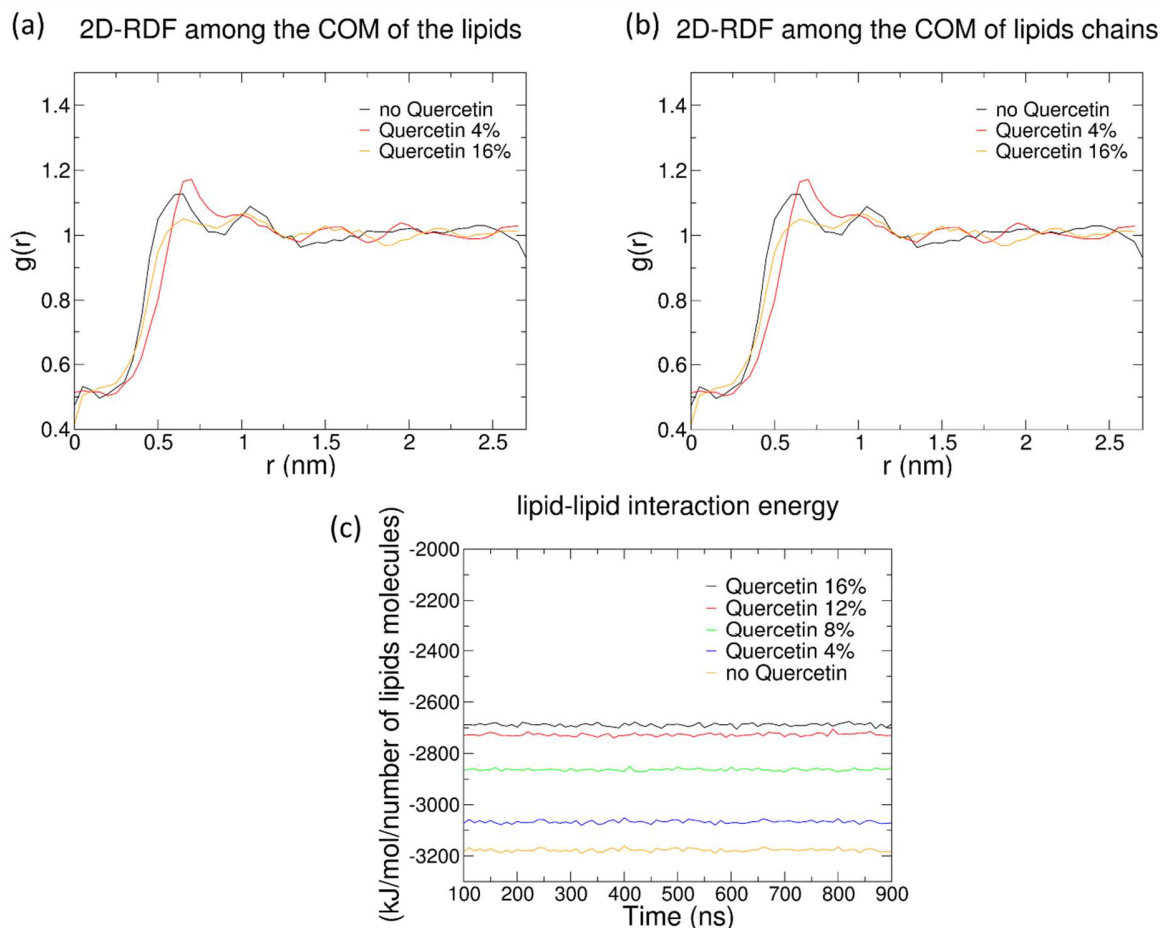 (a) 2D-RDF among the COM of the lipids
1.4
1.2
1
0.8
0.6
0.4
g(r)
no Quercetin
Quercetin 4%
Quercetin 16%
0 0.5 1 1.5 2 2.5
r (nm)
(b) 2D-RDF among the COM of lipids chains
1.4
1.2
1
0.8
0.6
0.4
g(r)
no Quercetin
Quercetin 4%
Quercetin 16%
0 0.5 1 1.5 2 2.5
r (nm)
(c) lipid-lipid interaction energy
(kJ/mol/number of lipids molecules)
-2000
-2200
-2400
-2600
-2800
-3000
-3200
Quercetin 16%
Quercetin 12%
Quercetin 8%
Quercetin 4%
no Quercetin
100 200 300 400 500 600 700 800 900
Time (ns)